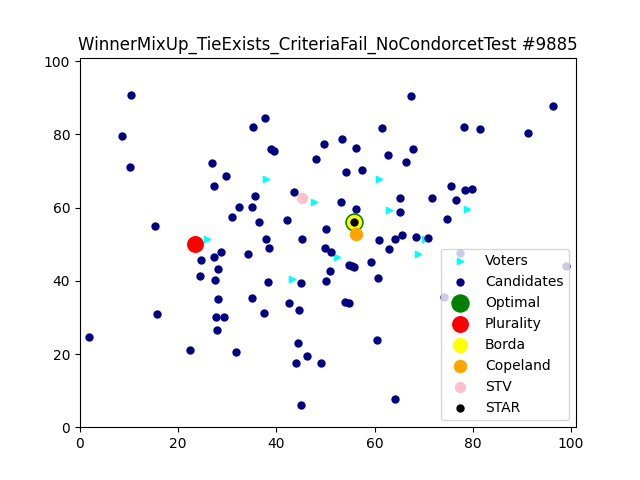 WinnerMixUp_TieExists_CriteriaFail_NoCondorcetTest #9885
100
80
60
40
20
0
0 20 40 60 80 100
Voters
Candidates
Optimal
Plurality
Borda
Copeland
STV
STAR